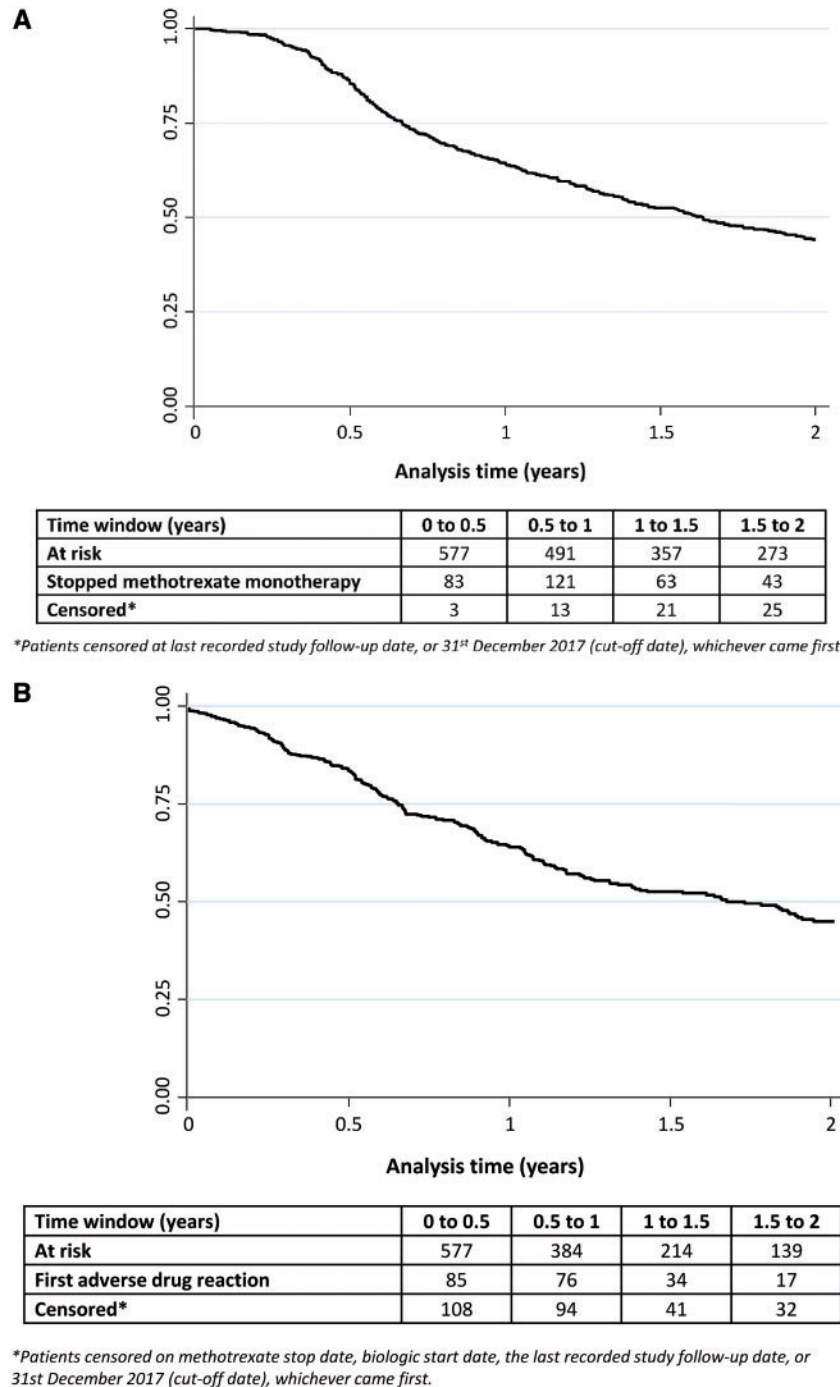 A
1.00
0.75
0.50
0.25
0.00
0 0.5 1 1.5 2
Analysis time (years)
Time window (years) 0 to 0.5 0.5 to 1 1 to 1.5 1.5 to 2
At risk 577 491 357 273
Stopped methotrexate monotherapy 83 121 63 43
Censored* 3 13 21 25
*Patients censored at last recorded study follow-up date, or 31st December 2017 (cut-off date), whichever came first
B
1.00
0.75
0.50
0.25
0.00
0 0.5 1 1.5 2
Analysis time (years)
Time window (years) 0 to 0.5 0.5 to 1 1 to 1.5 1.5 to 2
At risk 577 384 214 139
First adverse drug reaction 85 76 34 17
Censored* 108 94 41 32
*Patients censored on methotrexate stop date, biologic start date, the last recorded study follow-up date, or
31st December 2017 (cut-off date), whichever came first.